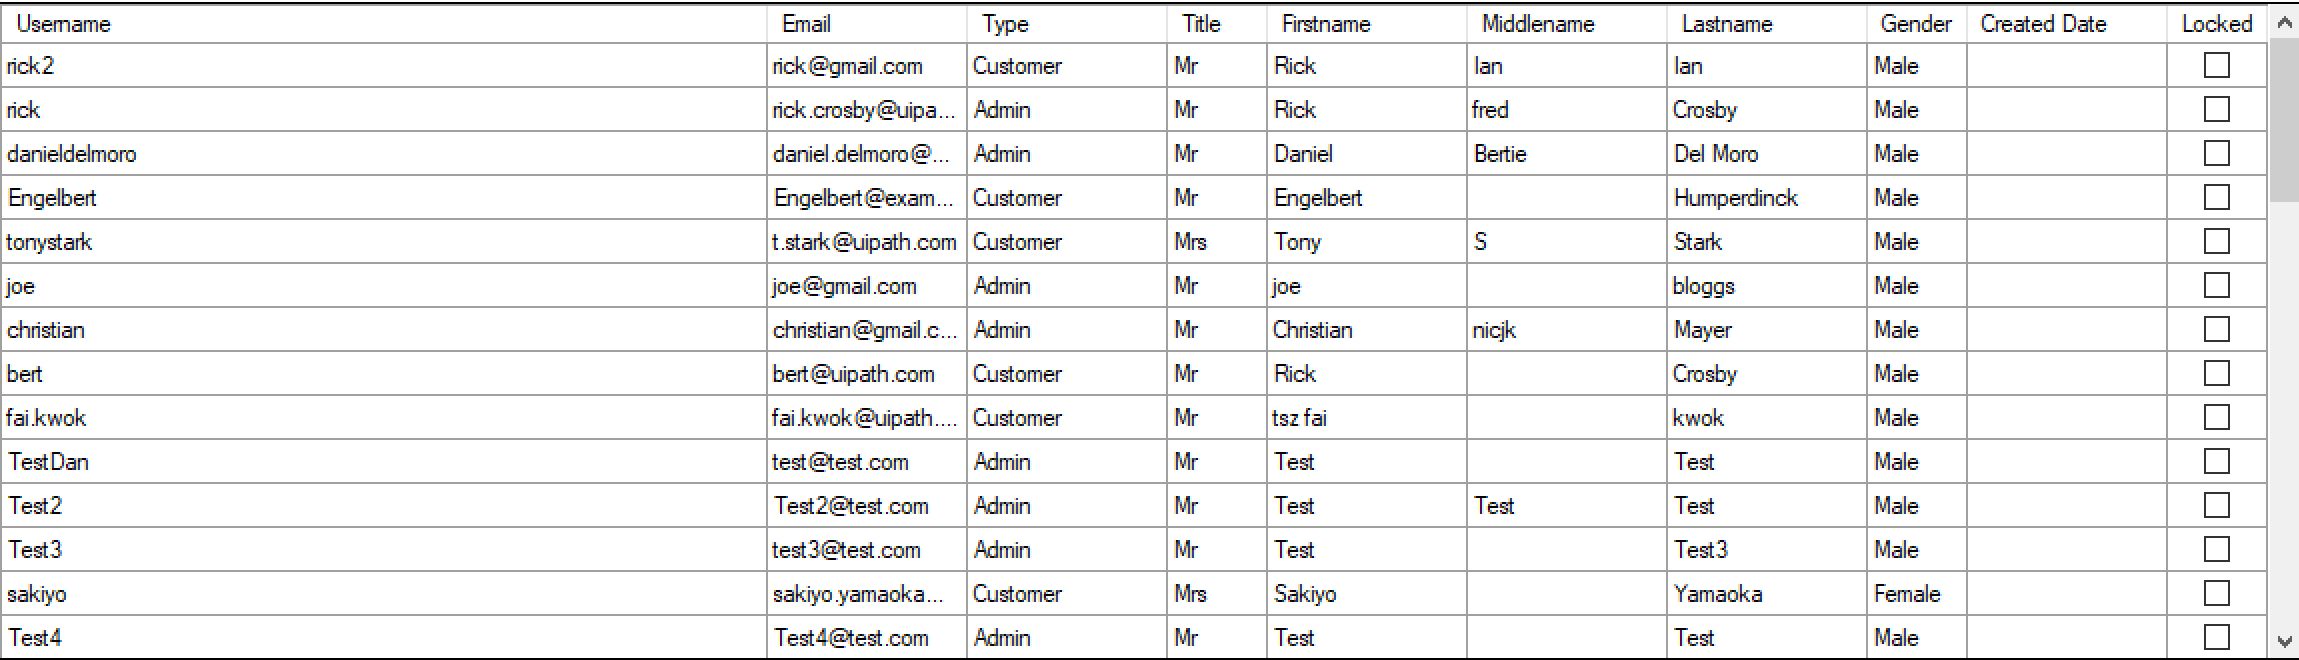 Username Email Type Title Firstname Middlename Lastname Gender Created Date Locked
rick2 rick@gmail.com Customer Mr Rick Ian Ian Male
rick rick.crosby@uipa... Admin Mr Rick fred Crosby Male
danieldelmoro daniel.delmoro@... Admin Mr Daniel Bertie Del Moro Male
Engelbert Engelbert@exam... Customer Mr Engelbert Humperdinck Male
tonystark t.stark@uipath.com Customer Mrs Tony S Stark Male
joe joe@gmail.com Admin Mr joe bloggs Male
christian christian@gmail.c... Admin Mr Christian nicjk Mayer Male
bert bert@uipath.com Customer Mr Rick Crosby Male
fai.kwok fai.kwok@uipath.... Customer Mr tsz fai kwok Male
TestDan test@test.com Admin Mr Test Test Male
Test2 Test2@test.com Admin Mr Test Test Test Male
Test3 test3@test.com Admin Mr Test Test3 Male
sakiyo sakiyo.yamaoka... Customer Mrs Sakiyo Yamaoka Female
Test4 Test4@test.com Admin Mr Test Test Male